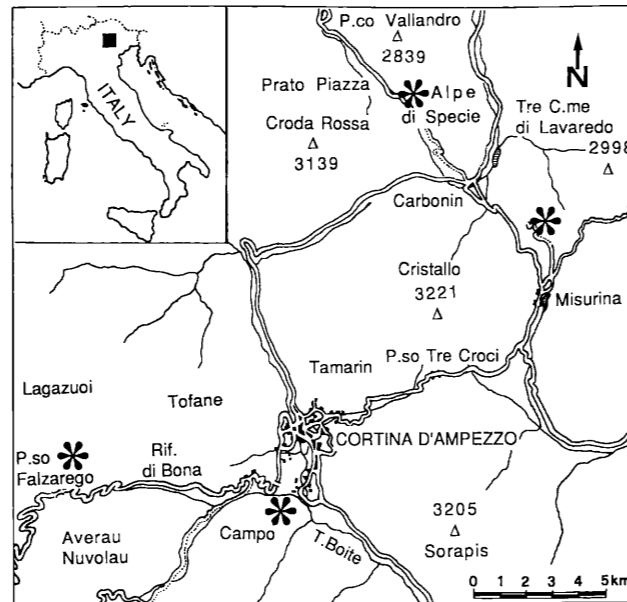 ITALY
P.co Vallandro
2839
N
Prato Piazza
Alpe
di Specie
Tre C.me
di Lavaredo
2998
Croda Rossa
3139
Carbonin
Cristallo
3221
Misurina
Tamarin
P.so Tre Croci
Lagazuoi
Tofane
CORTINA D'AMPEZZO
P.so
Falzarego
Rif.
di Bona
3205
Sorapis
Campo
T. Boite
Averau
Nuvolau
0 1 2 3 4 5km